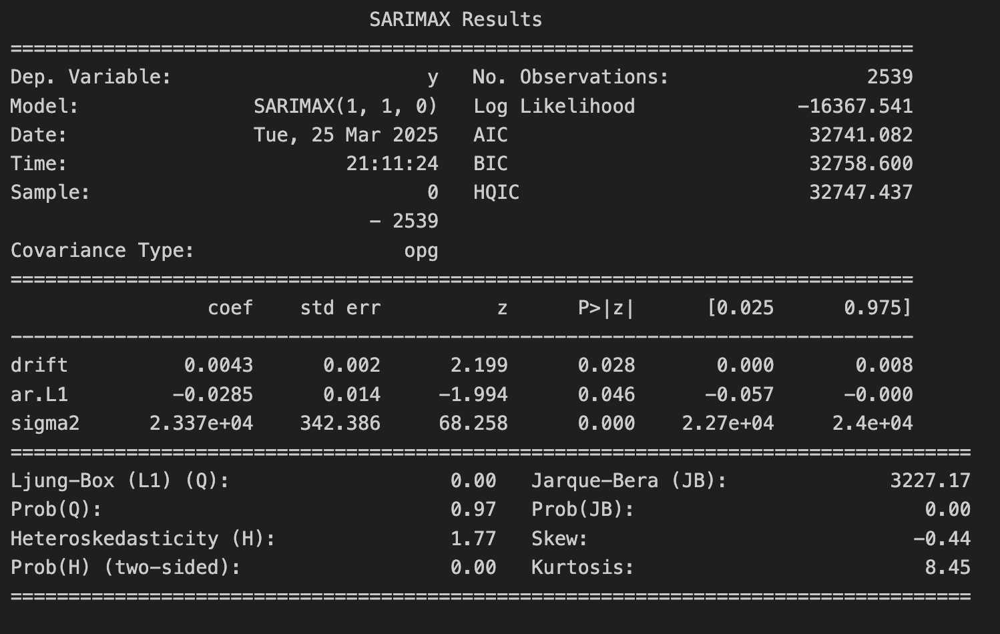 SARIMAX Results
==============================================================================
Dep. Variable:                      y   No. Observations:                 2539
Model:               SARIMAX(1, 1, 0)   Log Likelihood              -16367.541
Date:                Tue, 25 Mar 2025   AIC                          32741.082
Time:                        21:11:24   BIC                          32758.600
Sample:                             0   HQIC                         32747.437
                               - 2539
Covariance Type:                  opg
==============================================================================
                 coef    std err          z      P>|z|      [0.025      0.975]
------------------------------------------------------------------------------
drift          0.0043      0.002      2.199      0.028       0.000       0.008
ar.L1         -0.0285      0.014     -1.994      0.046      -0.057      -0.000
sigma2      2.337e+04    342.386     68.258      0.000    2.27e+04     2.4e+04
===================================================================================
Ljung-Box (L1) (Q):                   0.00   Jarque-Bera (JB):              3227.17
Prob(Q):                              0.97   Prob(JB):                         0.00
Heteroskedasticity (H):               1.77   Skew:                            -0.44
Prob(H) (two-sided):                  0.00   Kurtosis:                         8.45
===================================================================================